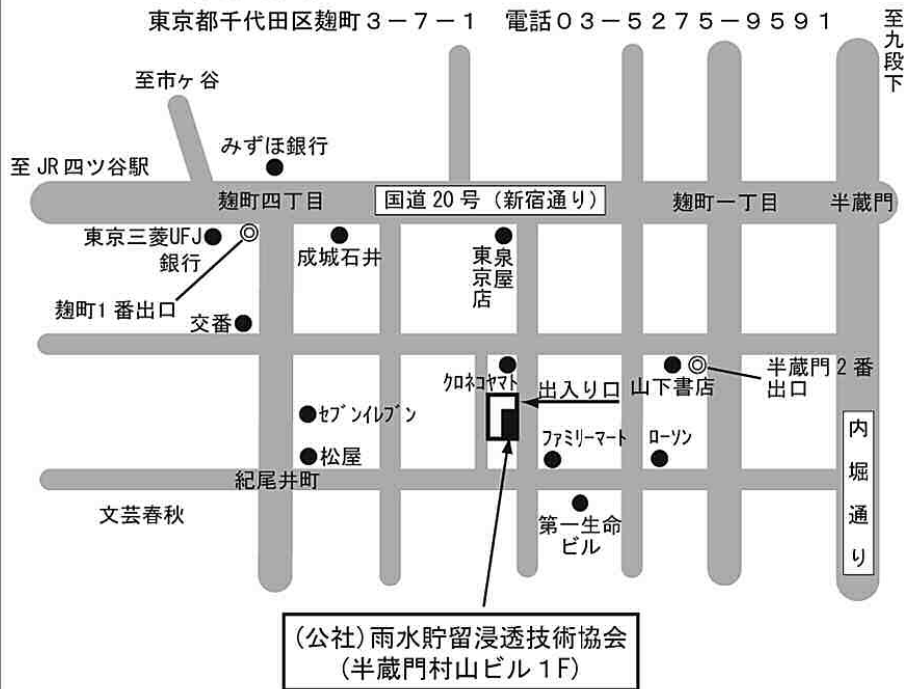 東京都千代田区麹町3－7－1　電話03－5275－9591
至九段下
至市ヶ谷
みずほ銀行
至JR四ツ谷駅
麹町四丁目
国道20号（新宿通り）
麹町一丁目
半蔵門
東京三菱UFJ
銀行
成城石井
泉屋
東京店
麹町1番出口
交番
クロネコヤマト
出入り口
山下書店
半蔵門2番
出口
セブンイレブン
ファミリーマート
ローソン
内堀通り
松屋
紀尾井町
文芸春秋
第一生命
ビル
(公社)雨水貯留浸透技術協会
(半蔵門村山ビル1F)